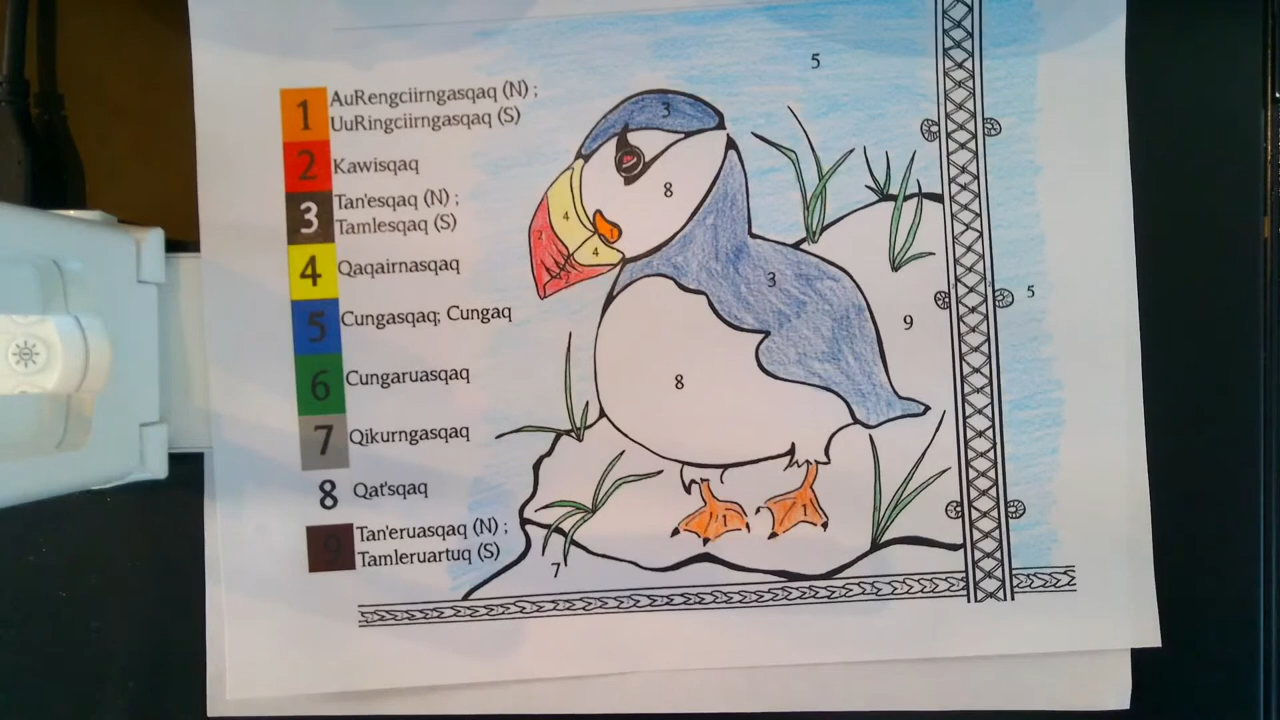 1 AuRengciirngasqaq (N) ;
UuRingciirngasqaq (S)
2 Kawisqaq
3 Tan'esqaq (N) ;
Tamlesqaq (S)
4 Qaqairnasqaq
5 Cungasqaq; Cungaq
6 Cungaruasqaq
7 Qikurngasqaq
8 Qat'sqaq
9 Tan'eruasqaq (N) ;
Tamleruartuq (S)
5
3
8
4
2
1
4
3
9
5
8
1
1
7